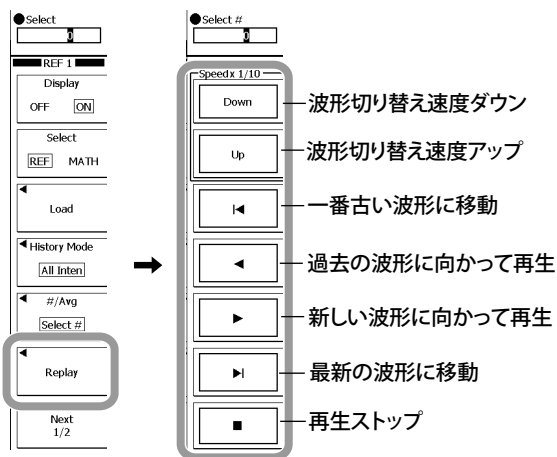 Select
0
REF 1
Display
OFF ON
Select
REF MATH
Load
History Mode
All Inten
#/Avg
Select #
Replay
Next
1/2
Select #
0
Speed x 1/10
Down
波形切り替え速度ダウン
Up
波形切り替え速度アップ
一番古い波形に移動
過去の波形に向かって再生
新しい波形に向かって再生
最新の波形に移動
再生ストップ